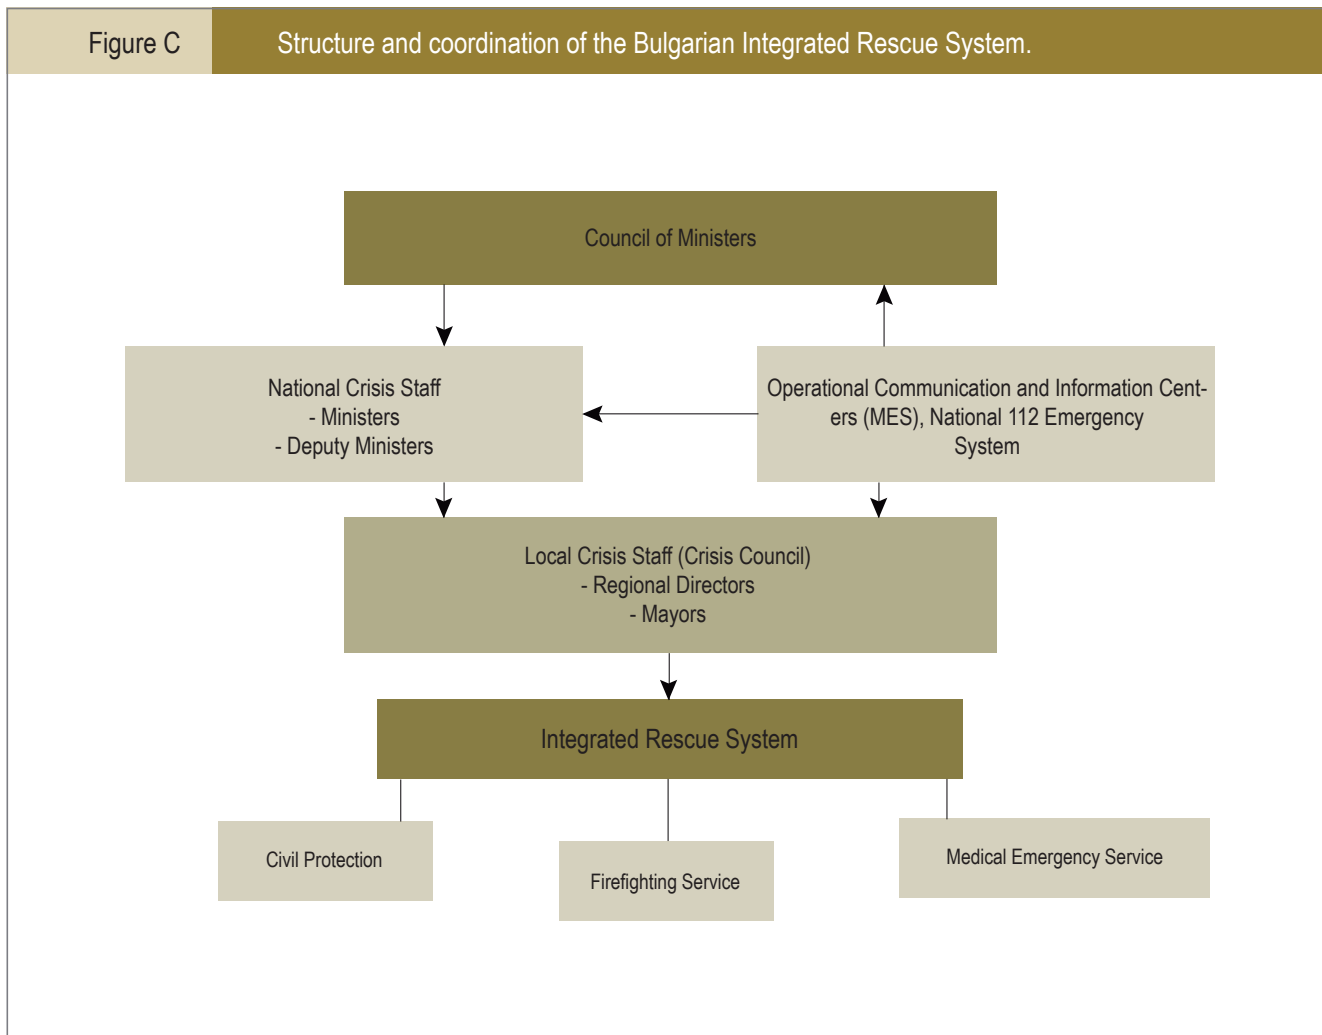 Figure C
Structure and coordination of the Bulgarian Integrated Rescue System.
Council of Ministers
National Crisis Staff
- Ministers
- Deputy Ministers
Operational Communication and Information Cent-
ers (MES), National 112 Emergency
System
Local Crisis Staff (Crisis Council)
- Regional Directors
- Mayors
Integrated Rescue System
Civil Protection
Firefighting Service
Medical Emergency Service